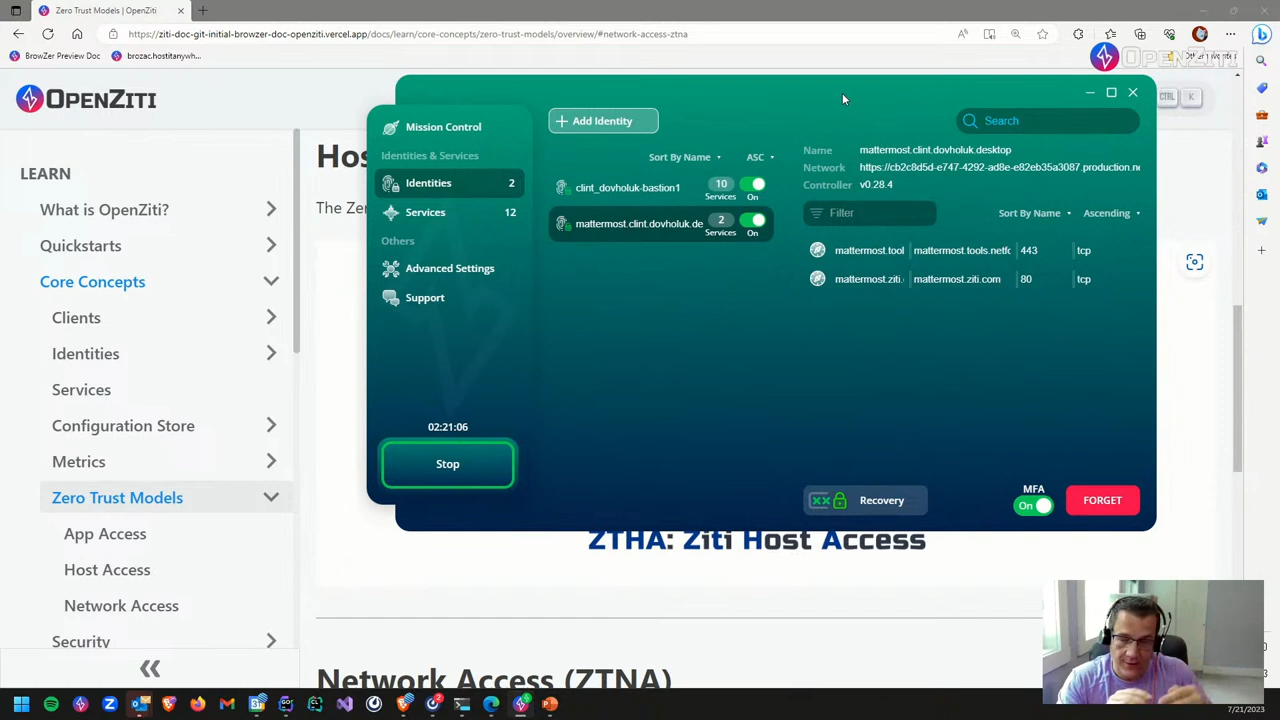 Zero Trust Models | OpenZiti
https://ziti-doc-git-initial-browzer-doc-openziti.vercel.app/docs/learn/core-concepts/zero-trust-models/overview/#network-access-ztna
BrowZer Preview Doc
brozac.hostitanywh...
OPENZITI
OPENZITI
CTRL
K
LEARN
What is OpenZiti?
Quickstarts
Core Concepts
Clients
Identities
Services
Configuration Store
Metrics
Zero Trust Models
App Access
Host Access
Network Access
Security
Hos
The Ze
Mission Control
Identities & Services
Identities 2
Services 12
Others
Advanced Settings
Support
02:21:06
Stop
Add Identity
Sort By Name ASC
clint_dovholuk-bastion1 10 Services On
mattermost.clint.dovholuk.de 2 Services On
Search
Name mattermost.clint.dovholuk.desktop
Network https://cb2c8d5d-e747-4292-ad8e-e82eb35a3087.production.ne
Controller v0.28.4
Filter
Sort By Name Ascending
mattermost.tool mattermost.tools.netfo 443 tcp
mattermost.ziti. mattermost.ziti.com 80 tcp
Recovery
MFA
On
FORGET
ZTHA: Ziti Host Access
Network Access (ZTNA)
7/21/2023